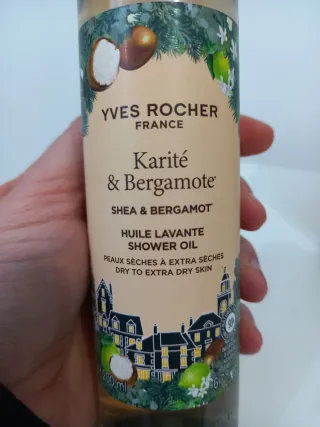 YVES ROCHER
FRANCE
Karité
& Bergamote*
SHEA & BERGAMOT*
HUILE LAVANTE
SHOWER OIL
PEAUX SÈCHES À EXTRA SÈCHES
DRY TO EXTRA DRY SKIN